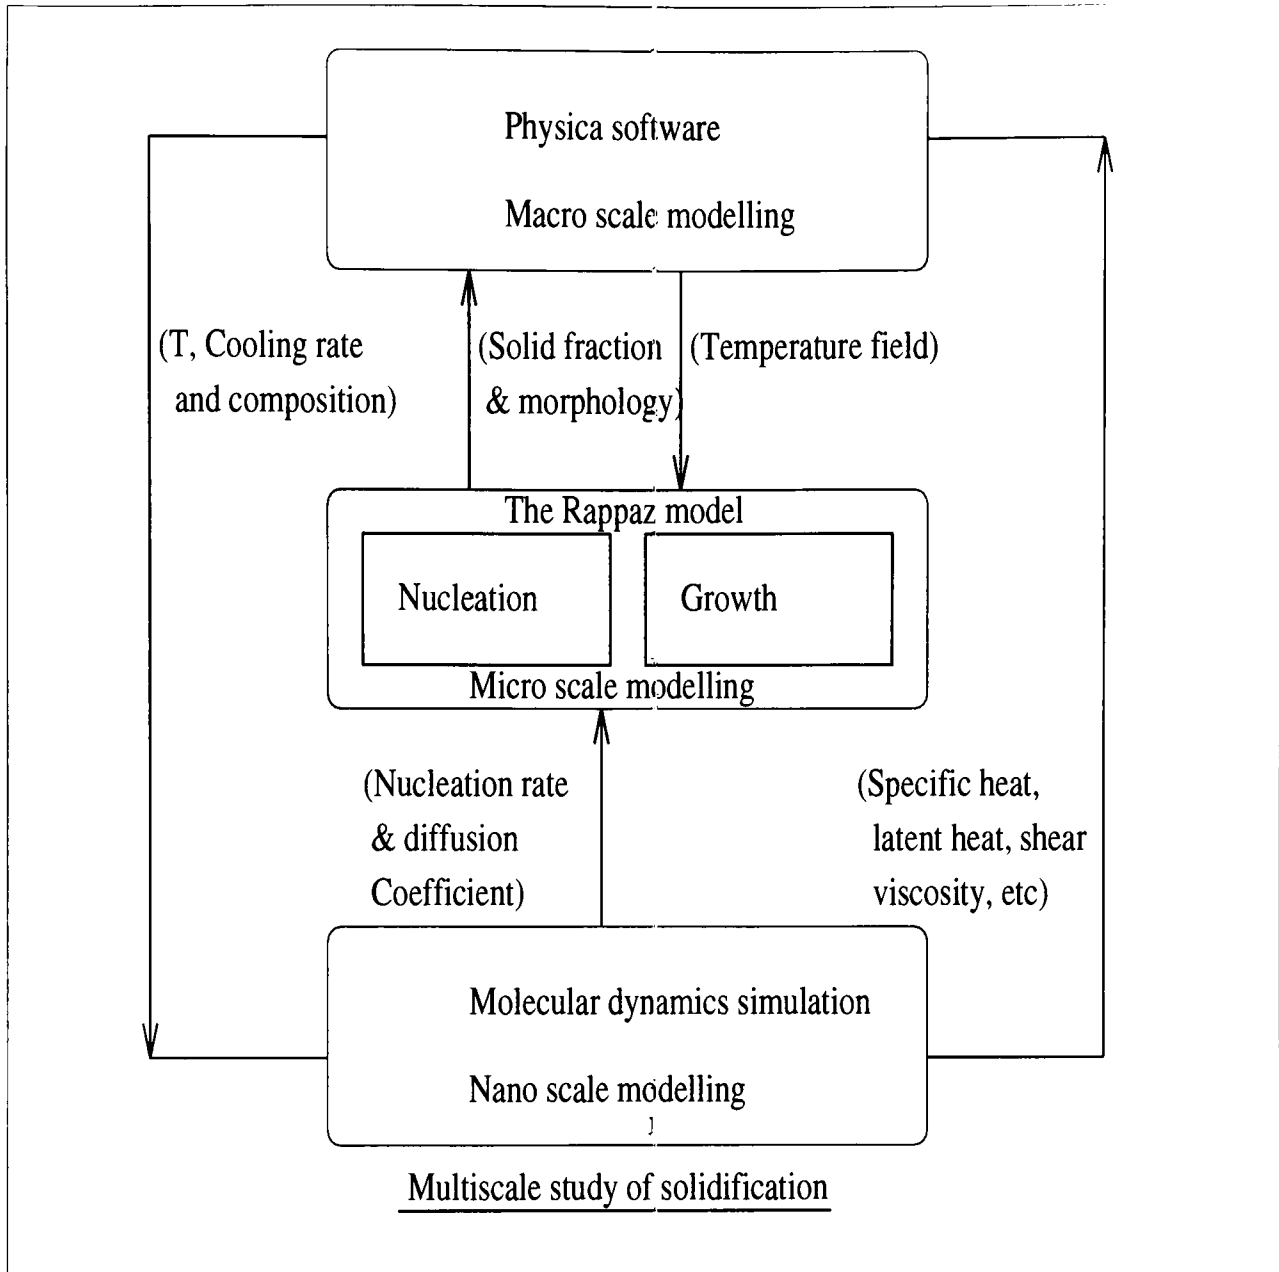 Physica software
Macro scale modelling
(T, Cooling rate
and composition)
(Solid fraction
& morphology)
(Temperature field)
The Rappaz model
Nucleation
Growth
Micro scale modelling
(Nucleation rate
& diffusion
Coefficient)
(Specific heat,
latent heat, shear
viscosity, etc)
Molecular dynamics simulation
Nano scale modelling
Multiscale study of solidification